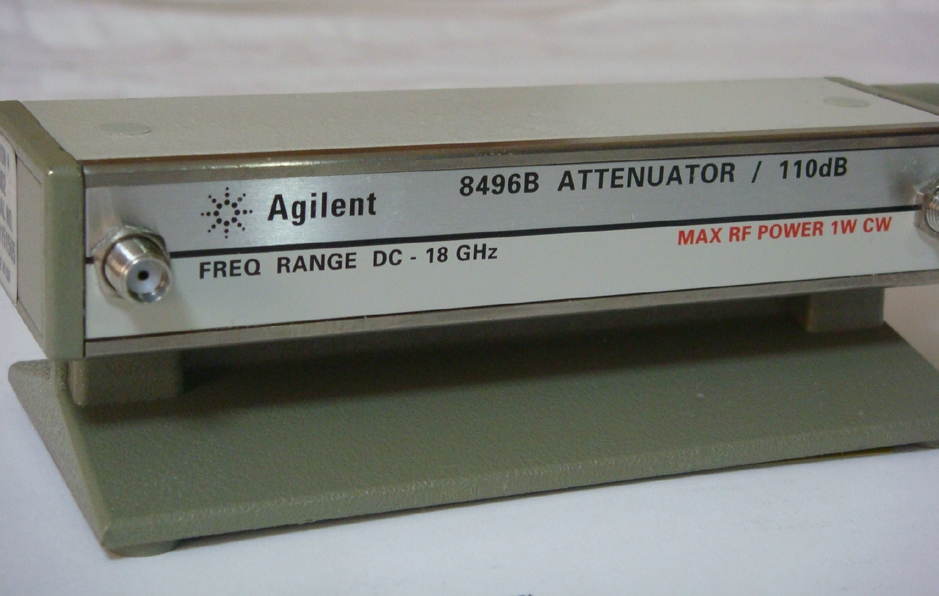 Agilent
8496B ATTENUATOR / 110dB
FREQ RANGE DC - 18 GHz
MAX RF POWER 1W CW